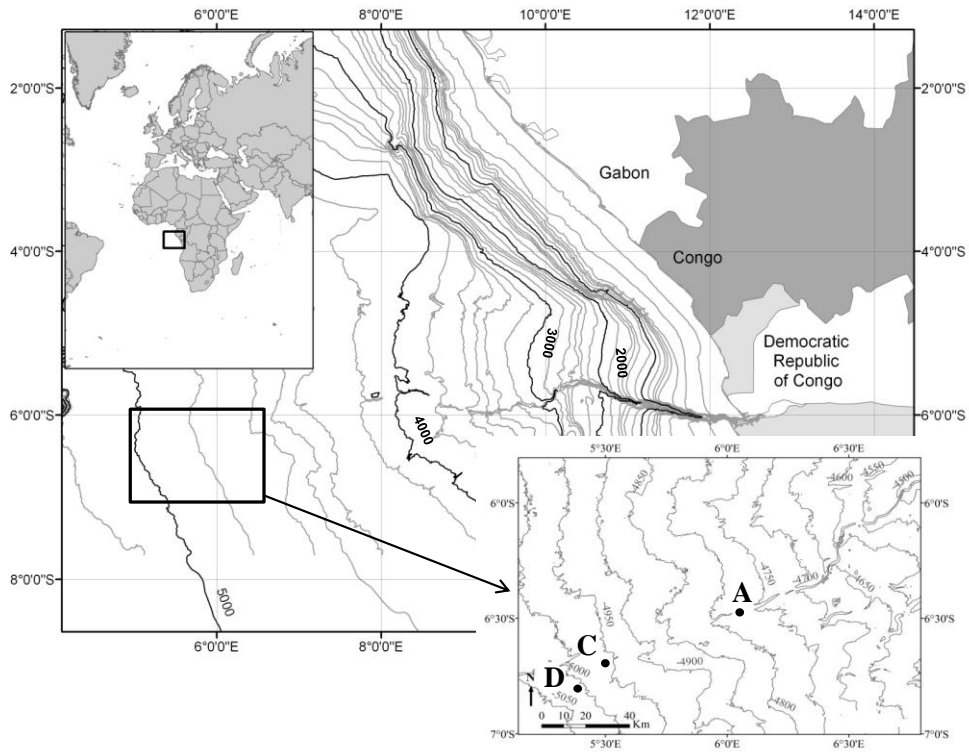 6°0'0"E 8°0'0"E 10°0'0"E 12°0'0"E 14°0'0"E
2°0'0"S 2°0'0"S
Gabon
4°0'0"S 4°0'0"S
Congo
3000
2000
Democratic
Republic
of Congo
6°0'0"S 6°0'0"S
4000
5000
8°0'0"S
6°0'0"E 8°0'0"E
5°30'E 6°0'E 6°30'E
-4850
-4600
-4550
-4500
6°0'S 6°0'S
-4750
-4700
-4650
A
-4950
6°30'S 6°30'S
C
-4900
D
-5000
-5050
-4800
N
0 10 20 40
Km
7°0'S 7°0'S
5°30'E 6°0'E 6°30'E